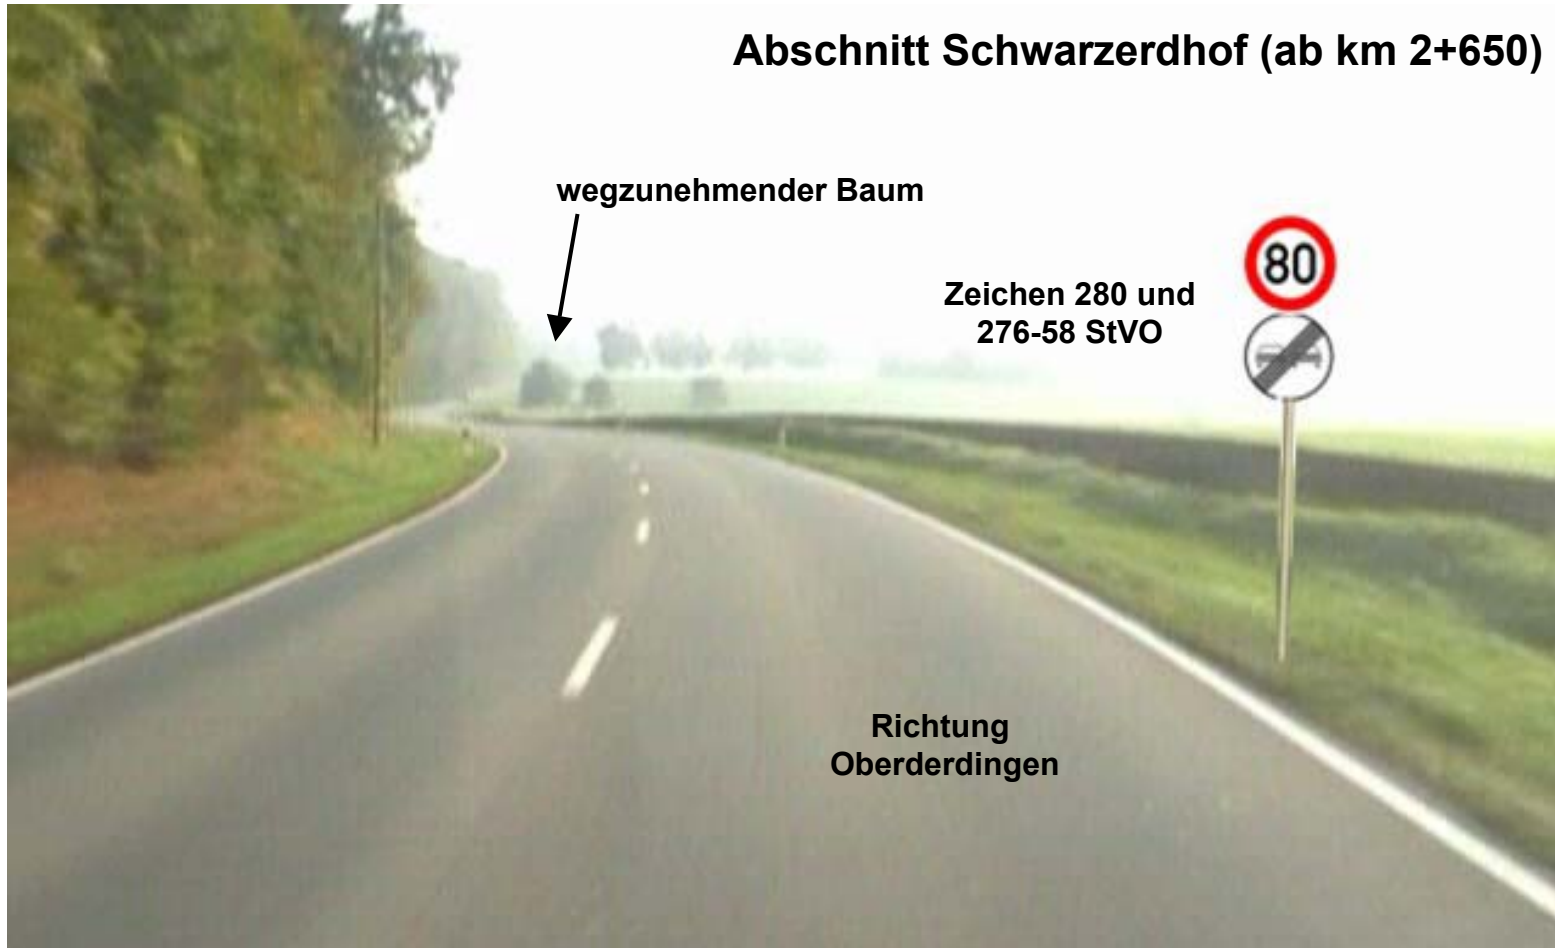 Abschnitt Schwarzerdhof (ab km 2+650)
wegzunehmender Baum
80
Zeichen 280 und
276-58 StVO
Richtung
Oberderdingen